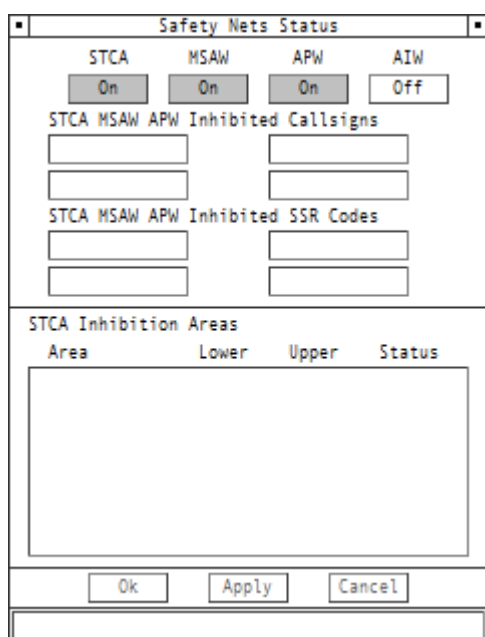 Safety Nets Status
STCA MSAW APW AIW
On On On Off
STCA MSAW APW Inhibited Callsigns
STCA MSAW APW Inhibited SSR Codes
STCA Inhibition Areas
Area Lower Upper Status
Ok Apply Cancel